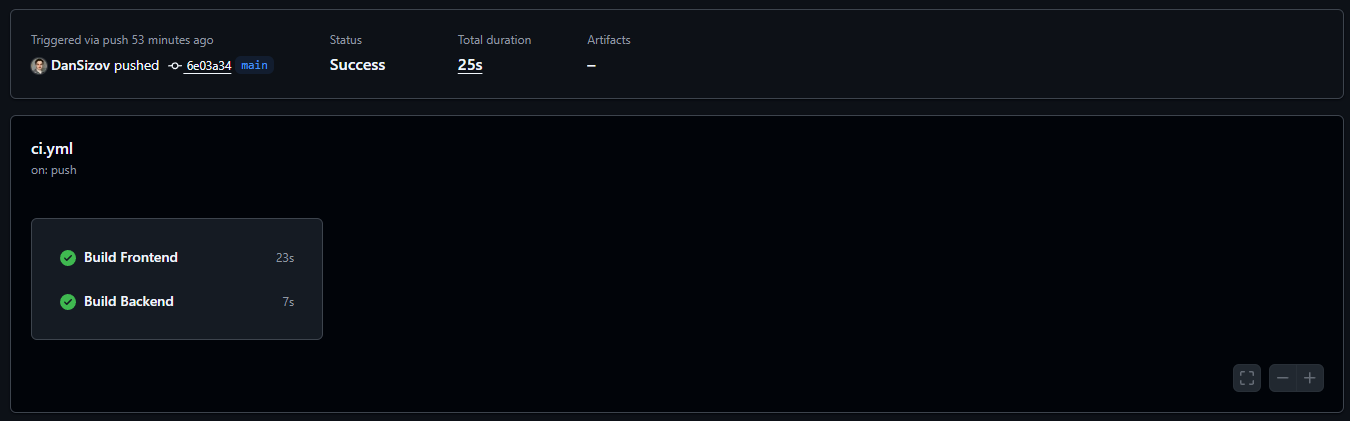 Triggered via push 53 minutes ago
DanSizov pushed 6e03a34 main
Status
Success
Total duration
25s
Artifacts
–
ci.yml
on: push
Build Frontend 23s
Build Backend 7s